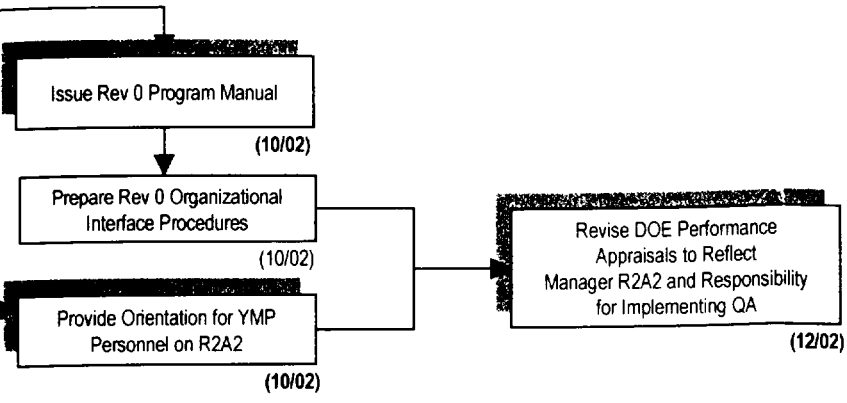 Issue Rev 0 Program Manual
(10/02)
Prepare Rev 0 Organizational
Interface Procedures
(10/02)
Provide Orientation for YMP
Personnel on R2A2
(10/02)
Revise DOE Performance
Appraisals to Reflect
Manager R2A2 and Responsibility
for Implementing QA
(12/02)